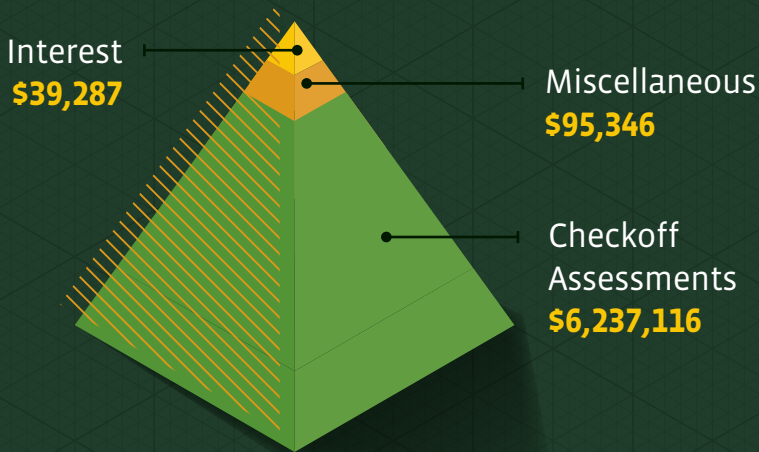 Interest
$39,287
Miscellaneous
$95,346
Checkoff
Assessments
$6,237,116